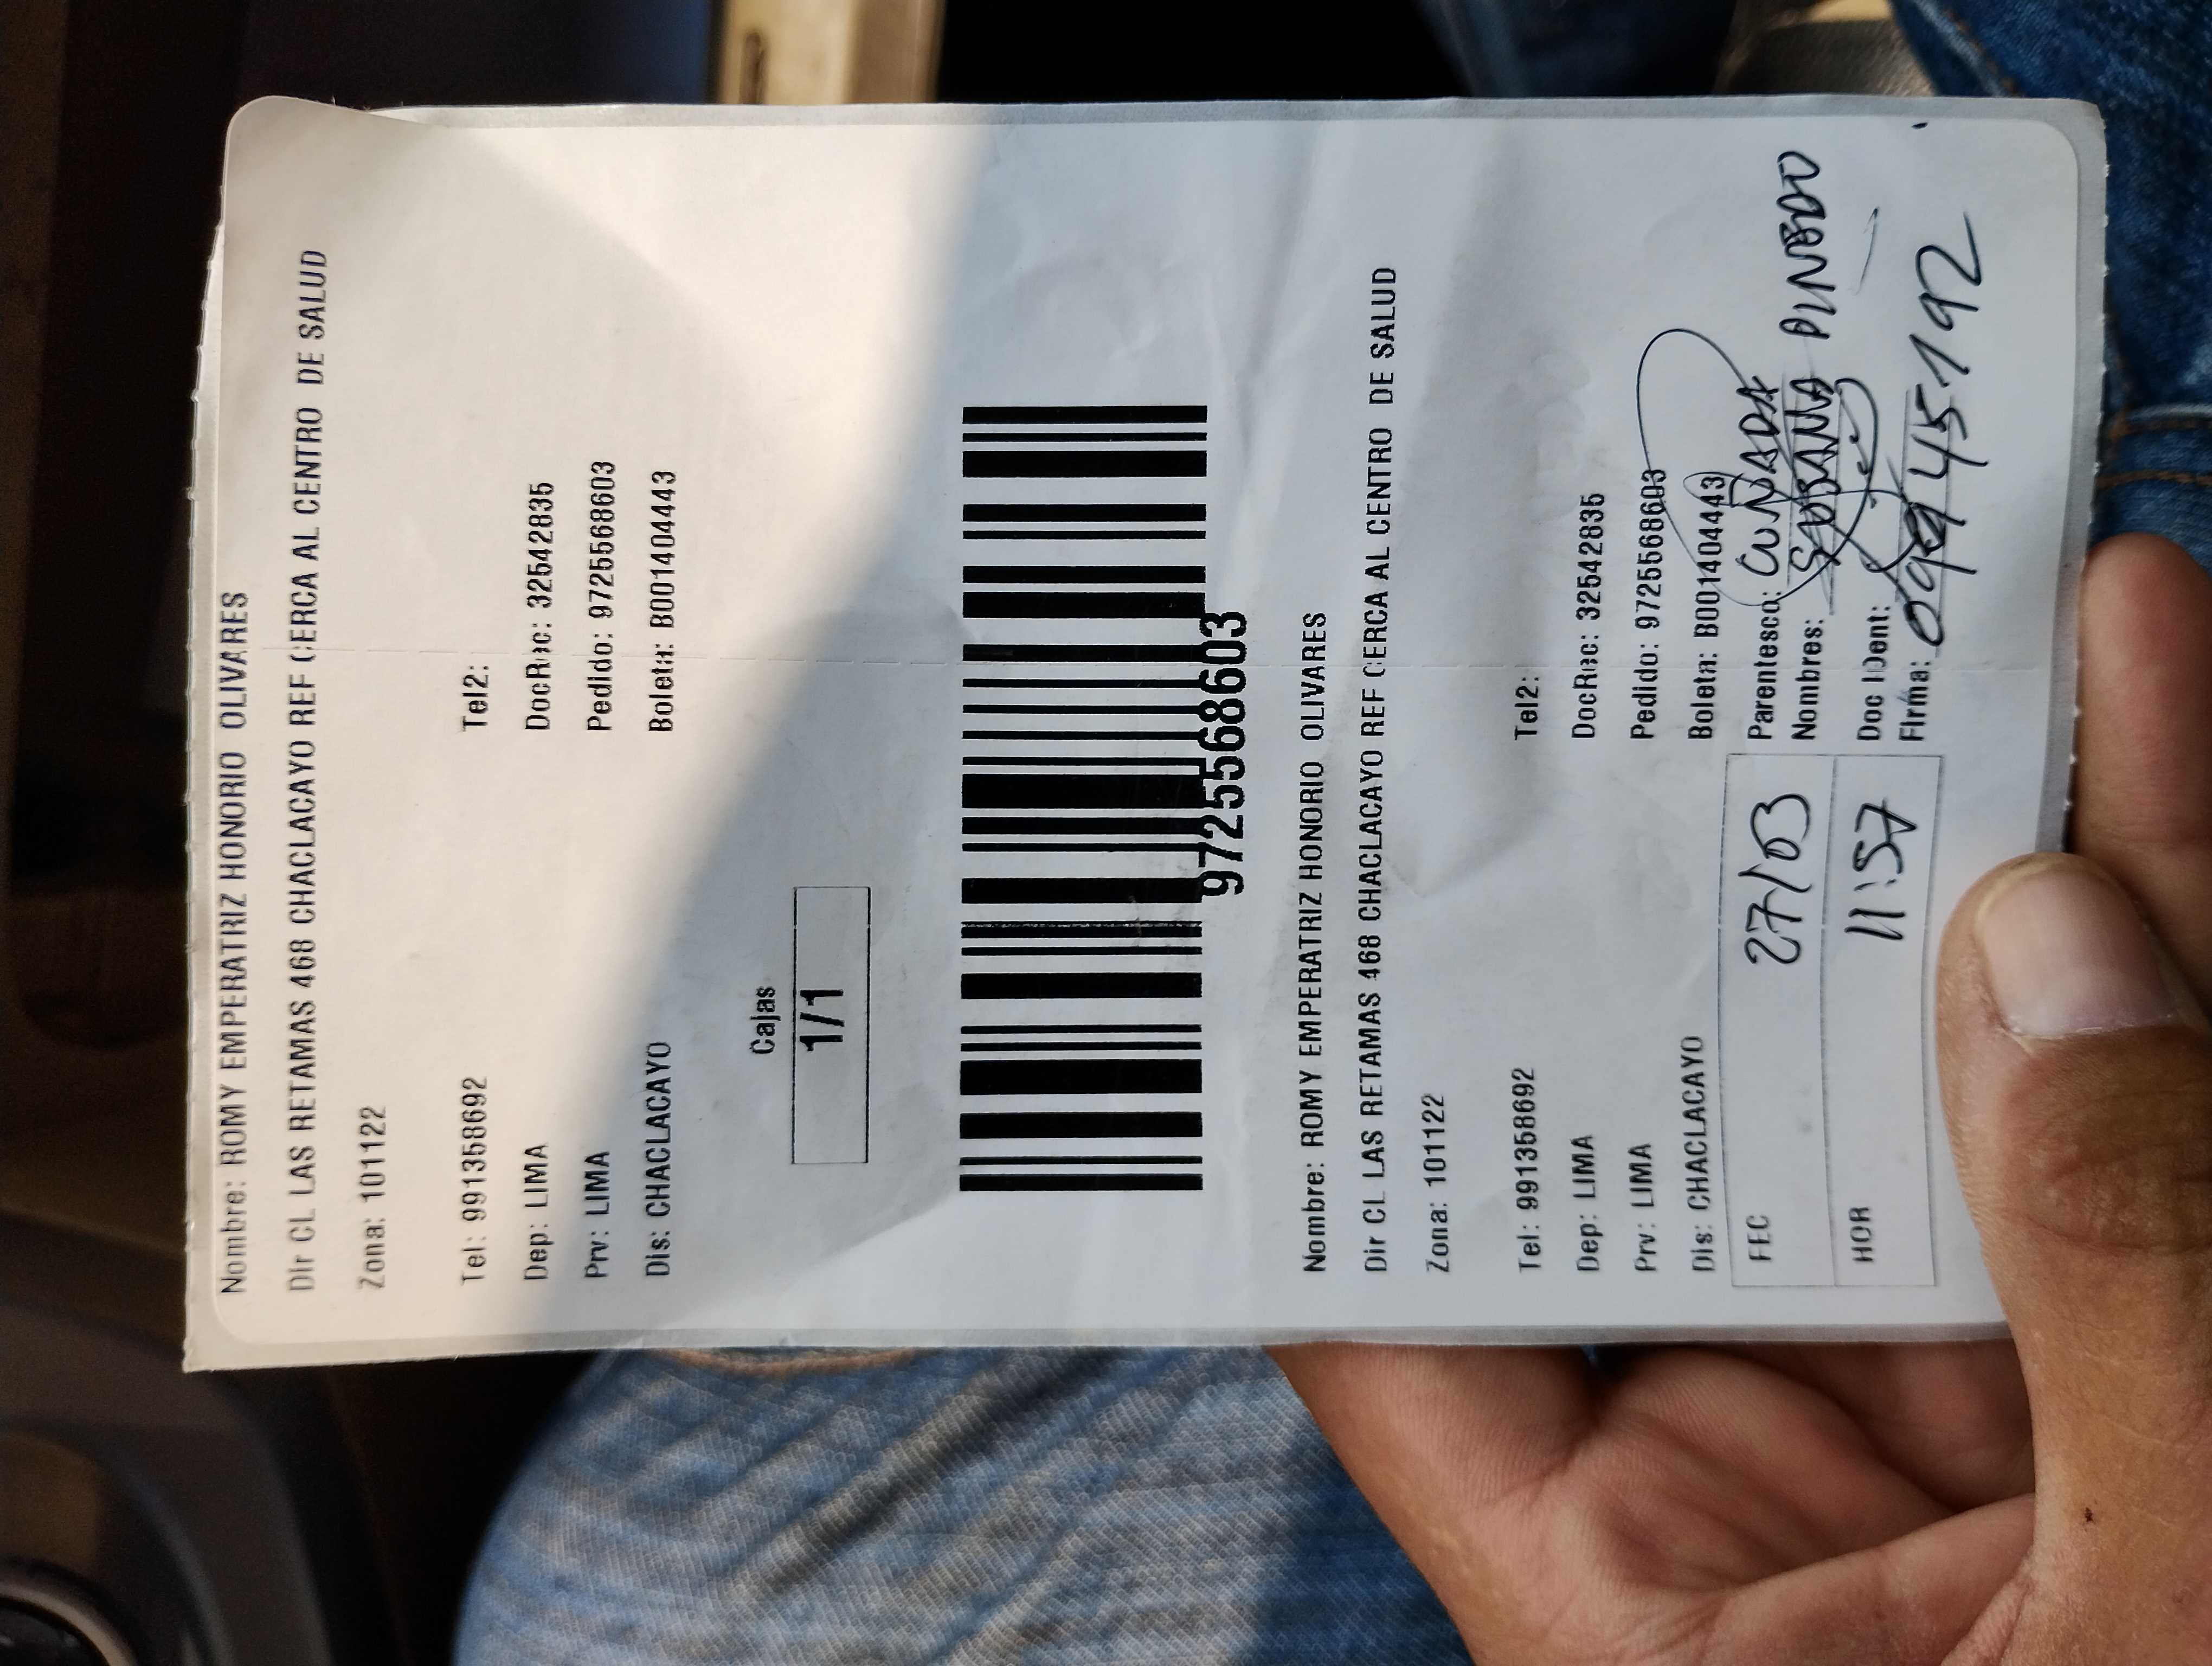 Nombre: ROMY EMPERATRIZ HONORIO OLIVARES
Dir CL LAS RETAMAS 468 CHACLACAYO REF CERCA AL CENTRO DE SALUD
Zona: 101122
Tel: 991358692 Tel2:
Dep: LIMA DocRec: 32542835
Prv: LIMA Pedido: 9725568603
Dis: CHACLACAYO Boleta: B001404443
Cajas
1/1
9725568603
Nombre: ROMY EMPERATRIZ HONORIO OLIVARES
Dir CL LAS RETAMAS 468 CHACLACAYO REF CERCA AL CENTRO DE SALUD
Zona: 101122
Tel: 991358692 Tel2:
Dep: LIMA DocRec: 32542835
Prv: LIMA Pedido: 9725568603
Dis: CHACLACAYO Boleta: B001404443
FEC 27/03 Parentesco: CUÑADA
Nombres: SUSANA PINEDO
HOR 11:57 Doc IDent:
Firma: